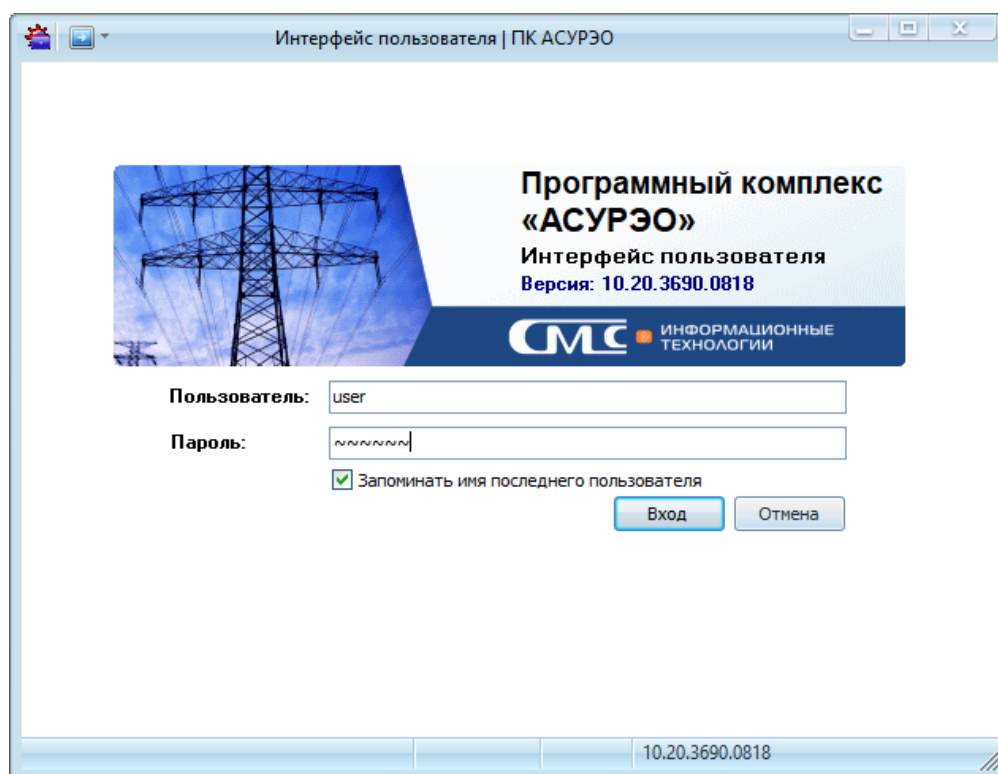 Интерфейс пользователя | ПК АСУРЭО
Программный комплекс
«АСУРЭО»
Интерфейс пользователя
Версия: 10.20.3690.0818
СМС ИНФОРМАЦИОННЫЕ
ТЕХНОЛОГИИ
Пользователь: user
Пароль: ~~~~~~
Запоминать имя последнего пользователя
Вход Отмена
10.20.3690.0818